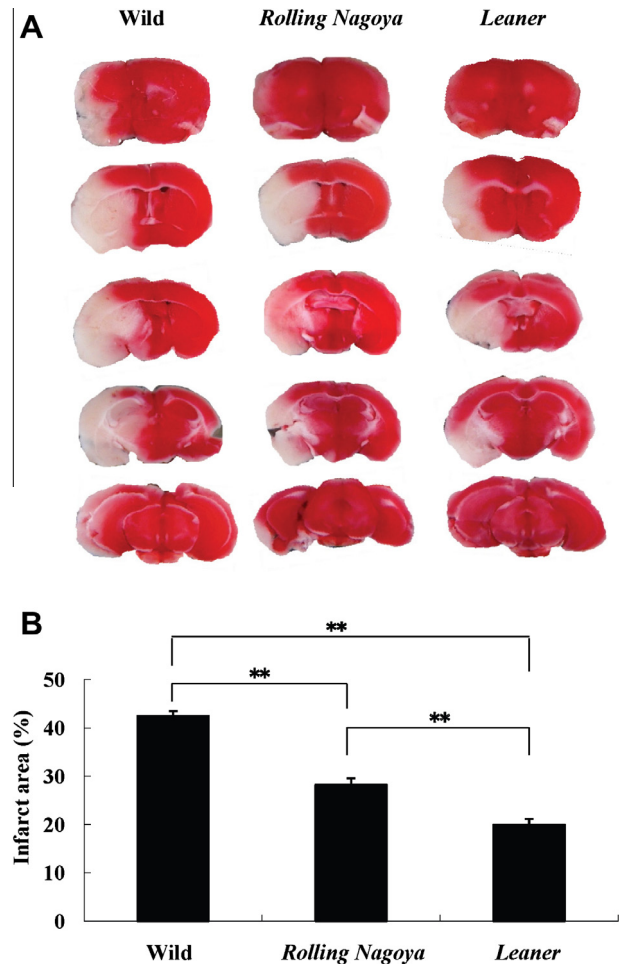 A
Wild Rolling Nagoya Leaner
B
**
**
**
50
40
30
20
10
0
Infarct area (%)
Wild Rolling Nagoya Leaner